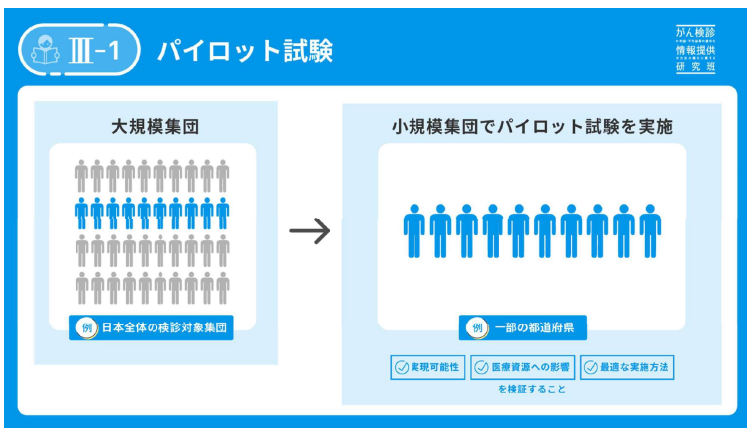 III-1
パイロット試験
がん検診
情報提供
研究班
大規模集団
例 日本全体の検診対象集団
小規模集団でパイロット試験を実施
例 一部の都道府県
実現可能性
医療資源への影響
最適な実施方法
を検証すること